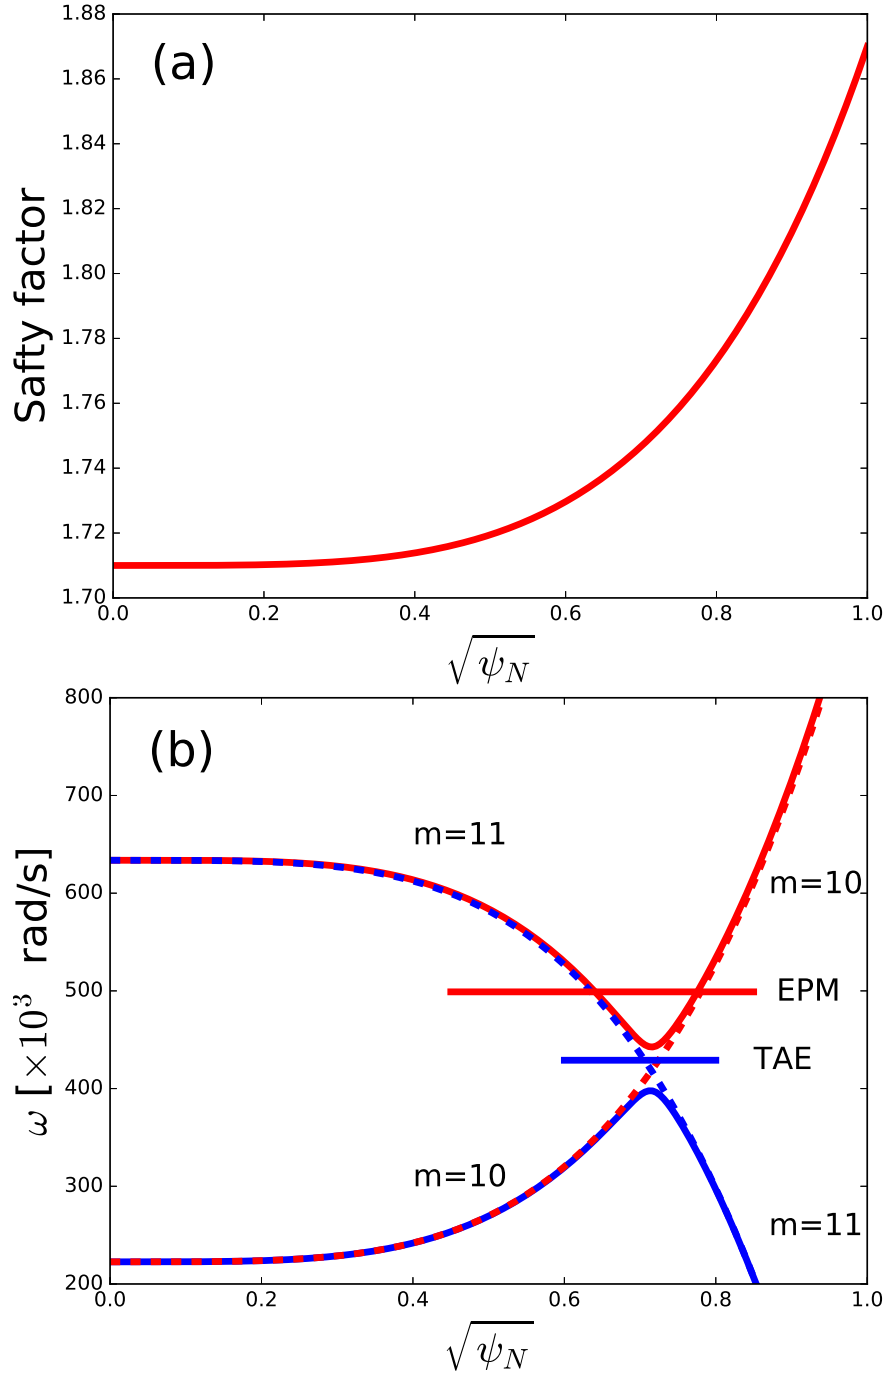 (a)
Safty factor
1.88
1.86
1.84
1.82
1.80
1.78
1.76
1.74
1.72
1.70
0.0 0.2 0.4 0.6 0.8 1.0
√ψ_N
(b)
ω [×10³ rad/s]
800
700
600
500
400
300
200
m=11
m=10
EPM
TAE
m=10
m=11
0.0 0.2 0.4 0.6 0.8 1.0
√ψ_N